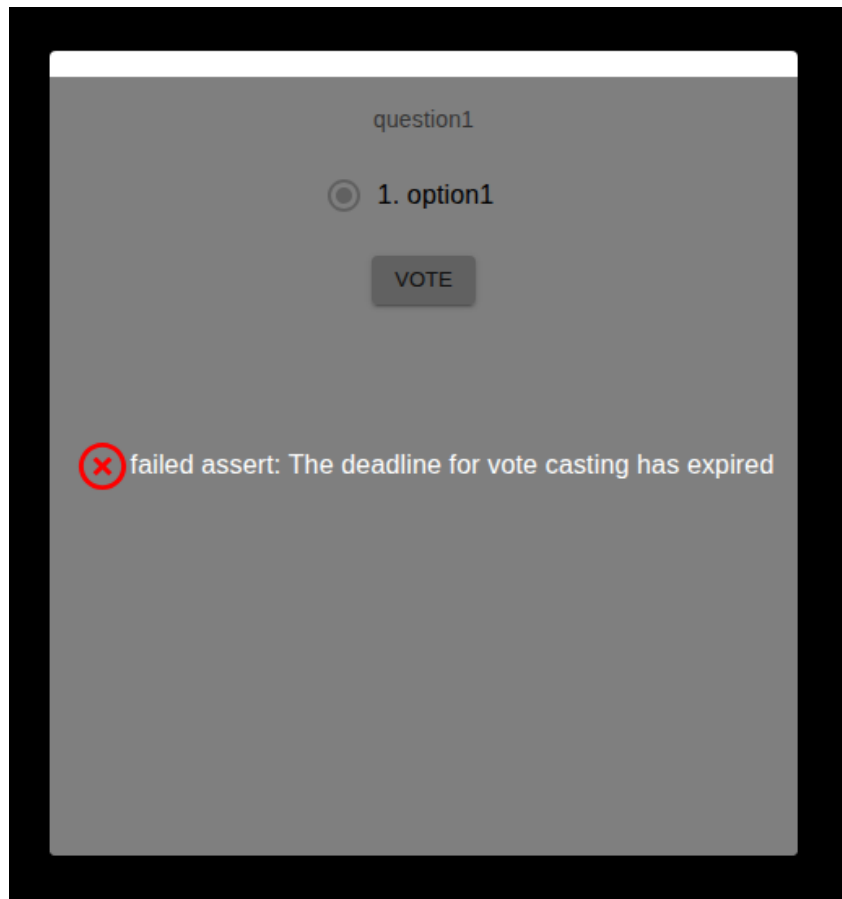 question1
1. option1
VOTE
failed assert: The deadline for vote casting has expired